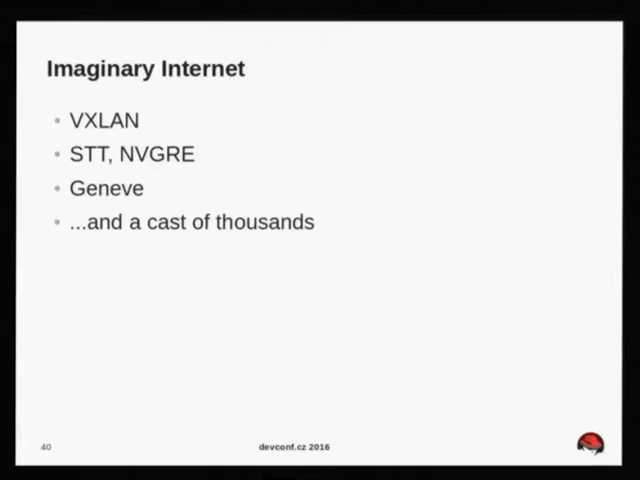 Imaginary Internet
• VXLAN
• STT, NVGRE
• Geneve
• ...and a cast of thousands
40
devconf.cz 2016